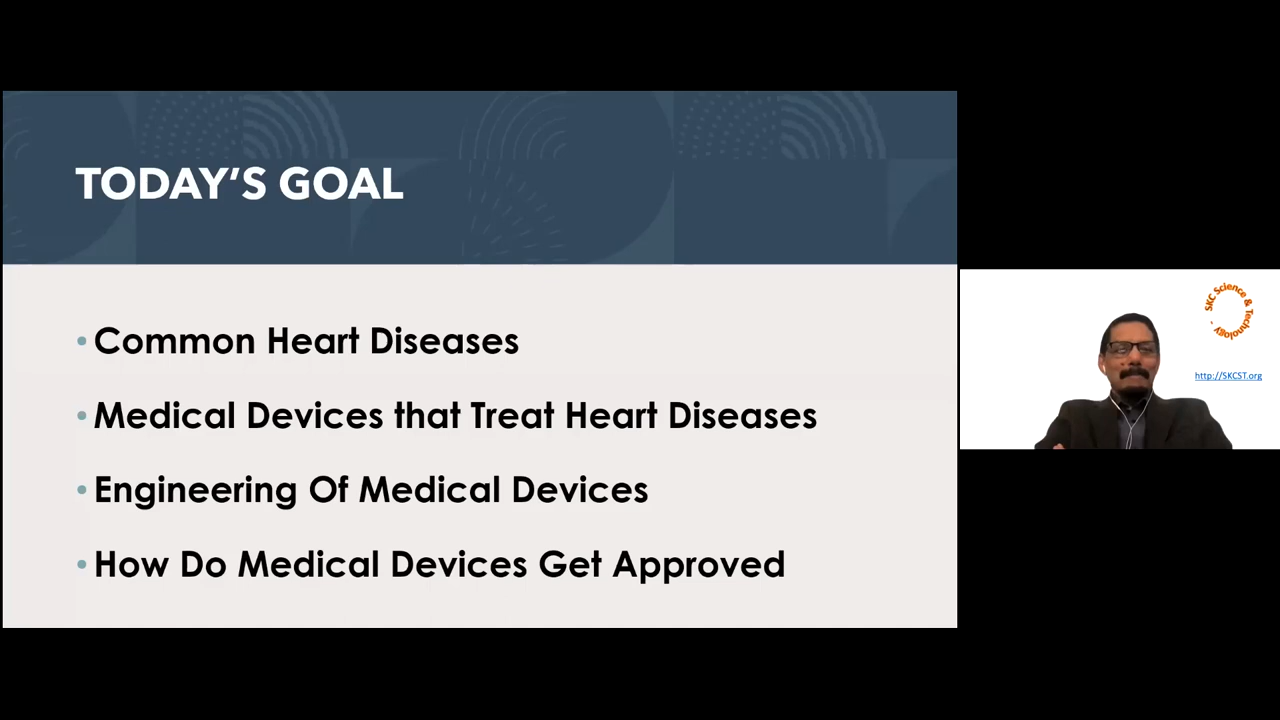 TODAY'S GOAL
• Common Heart Diseases
• Medical Devices that Treat Heart Diseases
• Engineering Of Medical Devices
• How Do Medical Devices Get Approved
SKC Science & Technology -
http://SKCST.org